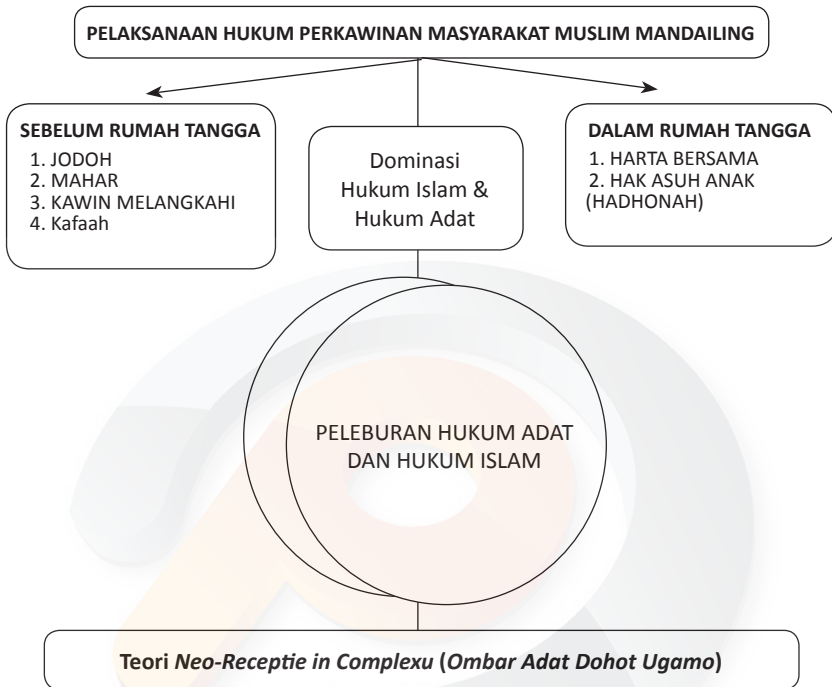 PELAKSANAAN HUKUM PERKAWINAN MASYARAKAT MUSLIM MANDAILING
SEBELUM RUMAH TANGGA
1. JODOH
2. MAHAR
3. KAWIN MELANGKAHI
4. Kafaah
Dominasi
Hukum Islam &
Hukum Adat
DALAM RUMAH TANGGA
1. HARTA BERSAMA
2. HAK ASUH ANAK
(HADHONAH)
PELEBURAN HUKUM ADAT
DAN HUKUM ISLAM
Teori Neo-Receptie in Complexu (Ombar Adat Dohot Ugamo)